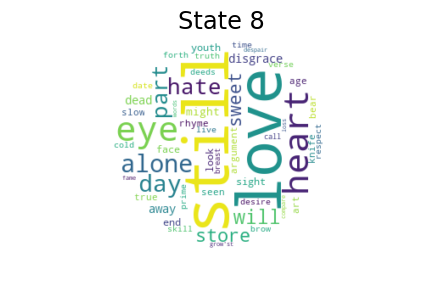 State 8
youth
time
despair
forth
truth
disgrace
verse
deeds
hate
part
still
love
sweet
age
date
dead
might
words
bear
slow
rhyme
heart
eye
live
argument
call
loss
knife
respect
cold
face
look
breast
alone
day
sight
seen
desire
true
prime
art
compare
away
will
fame
end
skill
store
brow
grow'st